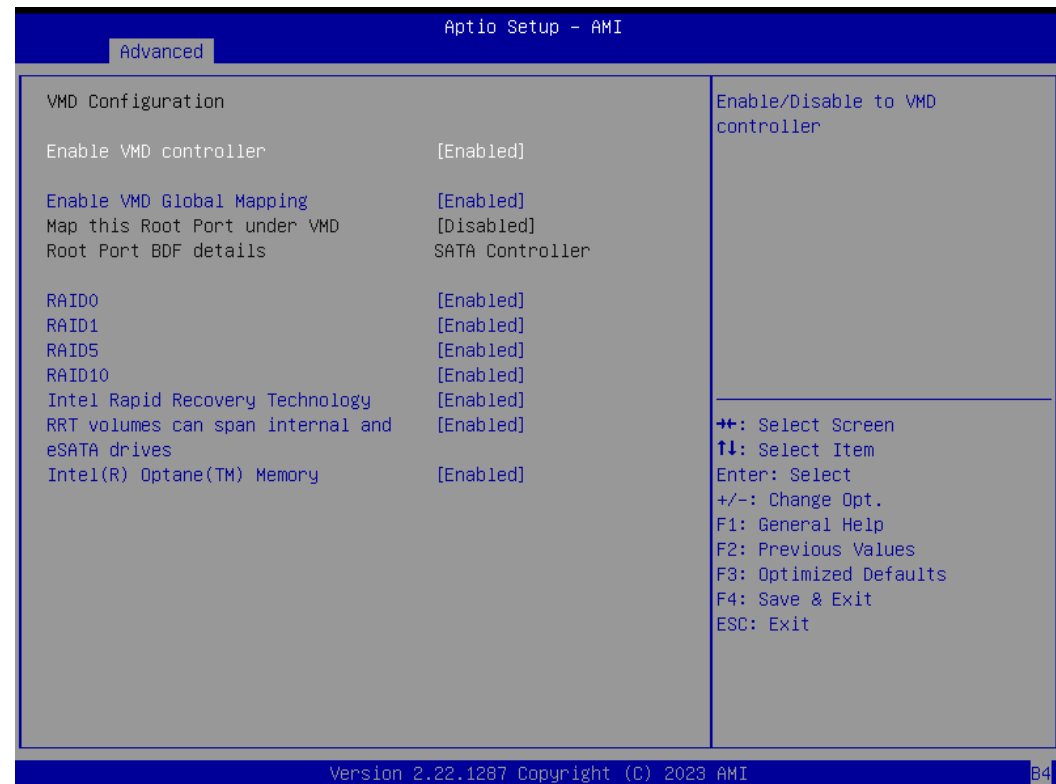 Aptio Setup - AMI
Advanced
VMD Configuration
Enable VMD controller [Enabled]
Enable VMD Global Mapping [Enabled]
Map this Root Port under VMD [Disabled]
Root Port BDF details SATA Controller
RAID0 [Enabled]
RAID1 [Enabled]
RAID5 [Enabled]
RAID10 [Enabled]
Intel Rapid Recovery Technology [Enabled]
RRT volumes can span internal and [Enabled]
eSATA drives
Intel(R) Optane(TM) Memory [Enabled]
Enable/Disable to VMD
controller
→←: Select Screen
↑↓: Select Item
Enter: Select
+/-: Change Opt.
F1: General Help
F2: Previous Values
F3: Optimized Defaults
F4: Save & Exit
ESC: Exit
Version 2.22.1287 Copyright (C) 2023 AMI
B4